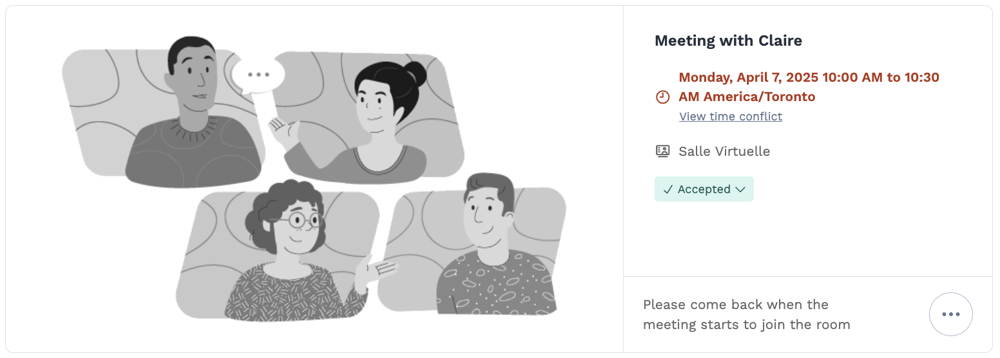 Meeting with Claire
Monday, April 7, 2025 10:00 AM to 10:30
AM America/Toronto
View time conflict
Salle Virtuelle
Accepted
Please come back when the
meeting starts to join the room